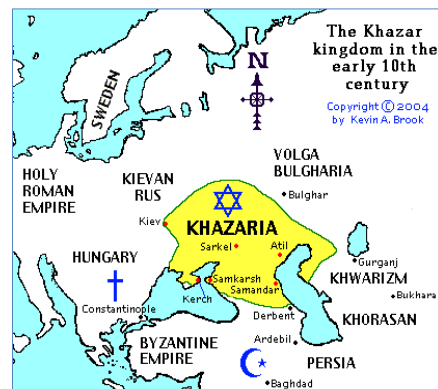 The Khazar
kingdom in the
early 10th
century
Copyright © 2004
by Kevin A. Brook
N
SWEDEN
HOLY
ROMAN
EMPIRE
KIEVAN
RUS
VOLGA
BULGHARIA
Bulghar
Kiev
KHAZARIA
Sarkel
Atil
Gurganj
HUNGARY
Samkarsh
Samandar
KHWARIZM
Kerch
Bukhara
Constantinople
Derbent
KHORASAN
BYZANTINE
EMPIRE
Ardebil
PERSIA
Baghdad